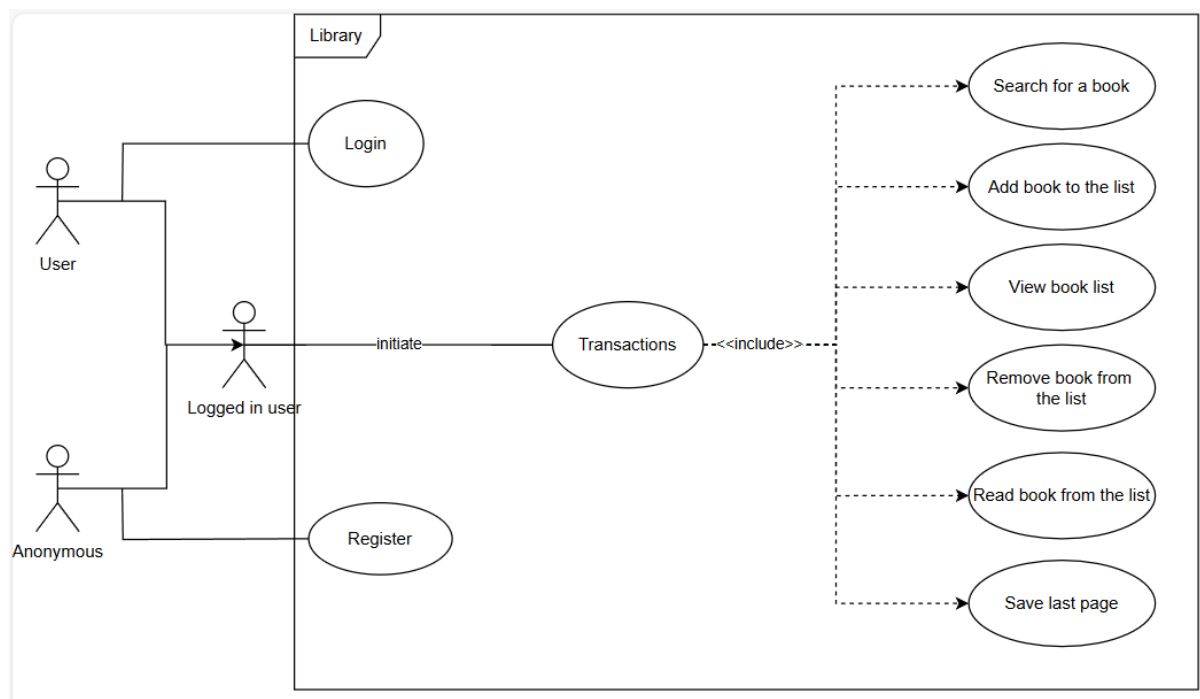 Library
Search for a book
Login
Add book to the list
User
View book list
initiate
Transactions
<<include>>
Remove book from
the list
Logged in user
Read book from the list
Anonymous
Register
Save last page